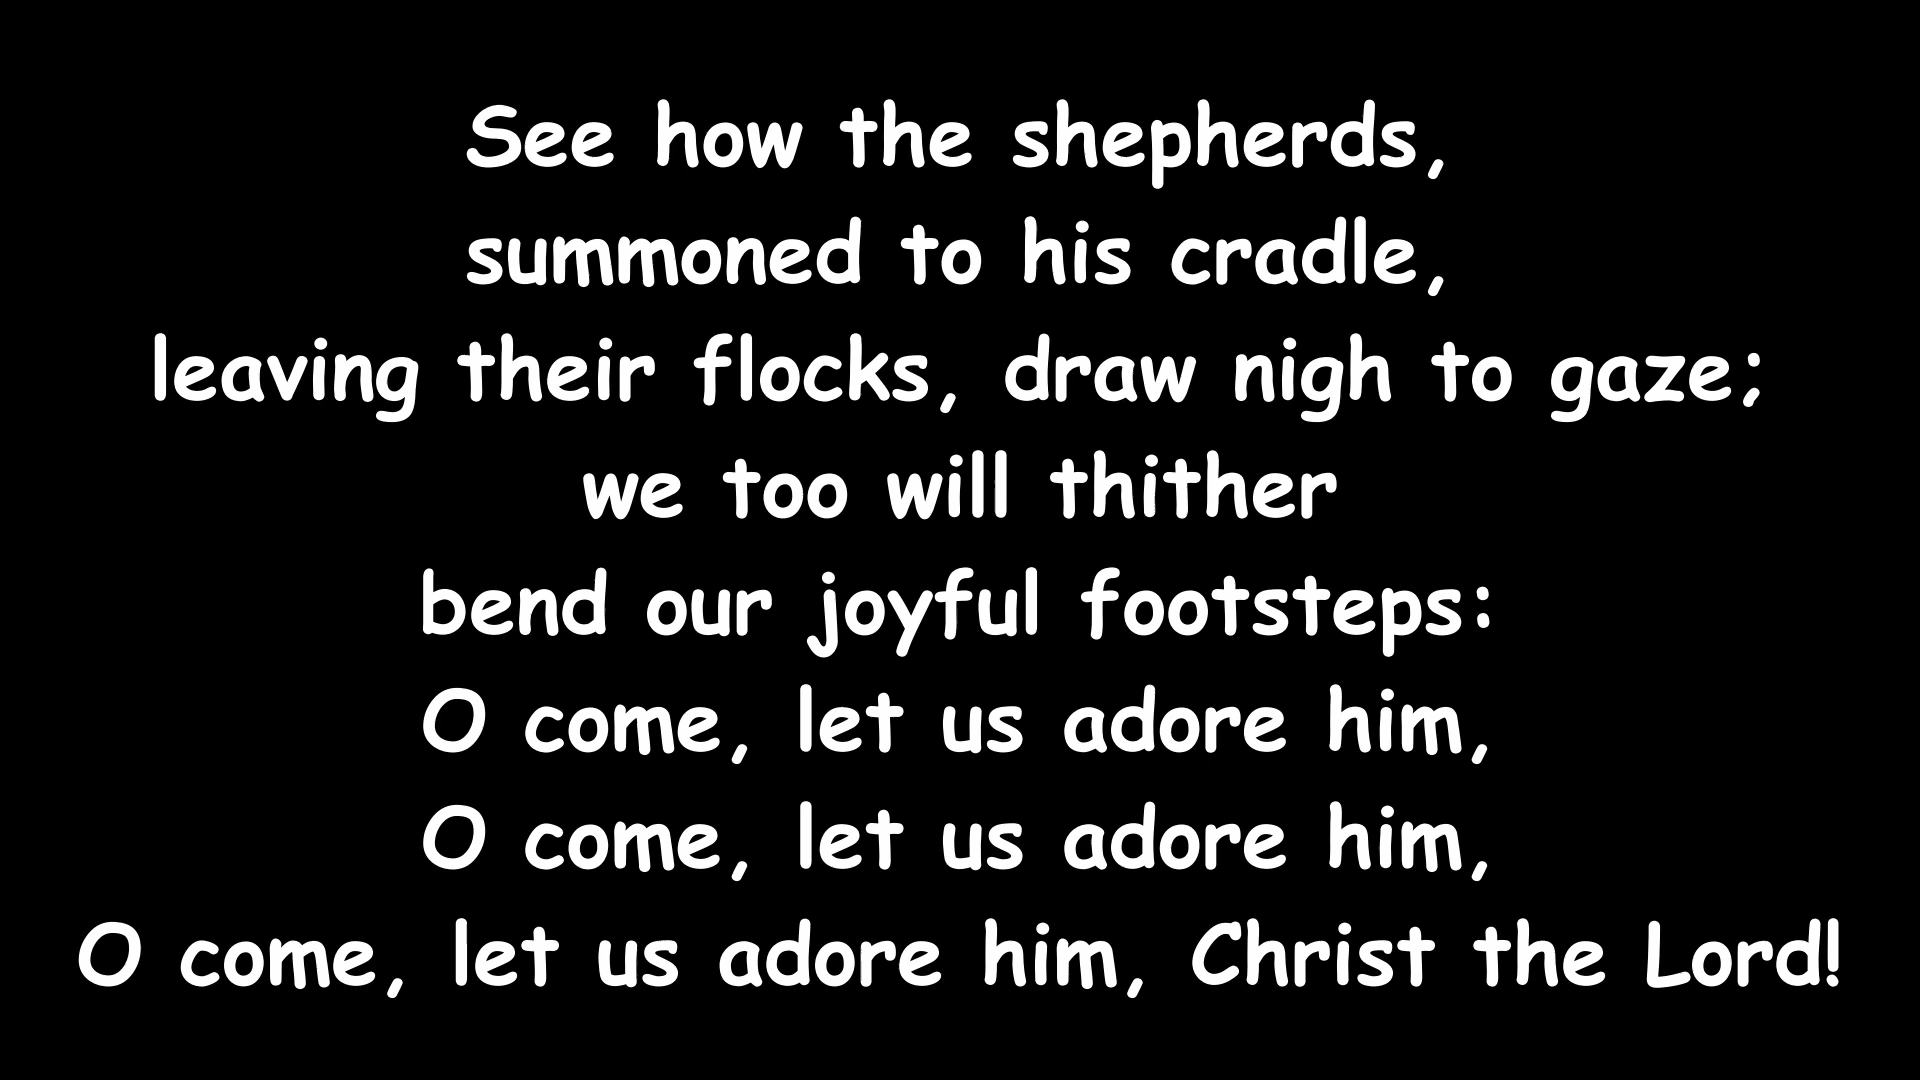 See how the shepherds,
summoned to his cradle,
leaving their flocks, draw nigh to gaze;
we too will thither
bend our joyful footsteps:
O come, let us adore him,
O come, let us adore him,
O come, let us adore him, Christ the Lord!